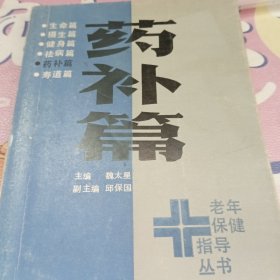 生命篇
摄生篇
健身篇
祛病篇
药补篇
寿道篇
药补篇
主编 魏太星
副主编 邱保国
老年
保健
指导
丛书